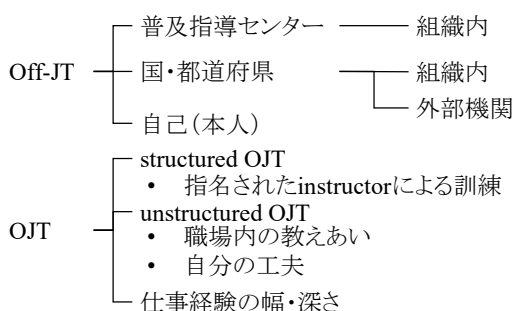 Off-JT
普及指導センター 組織内
国・都道府県 組織内
外部機関
自己(本人)
OJT
structured OJT
• 指名されたinstructorによる訓練
unstructured OJT
• 職場内の教えあい
• 自分の工夫
仕事経験の幅・深さ